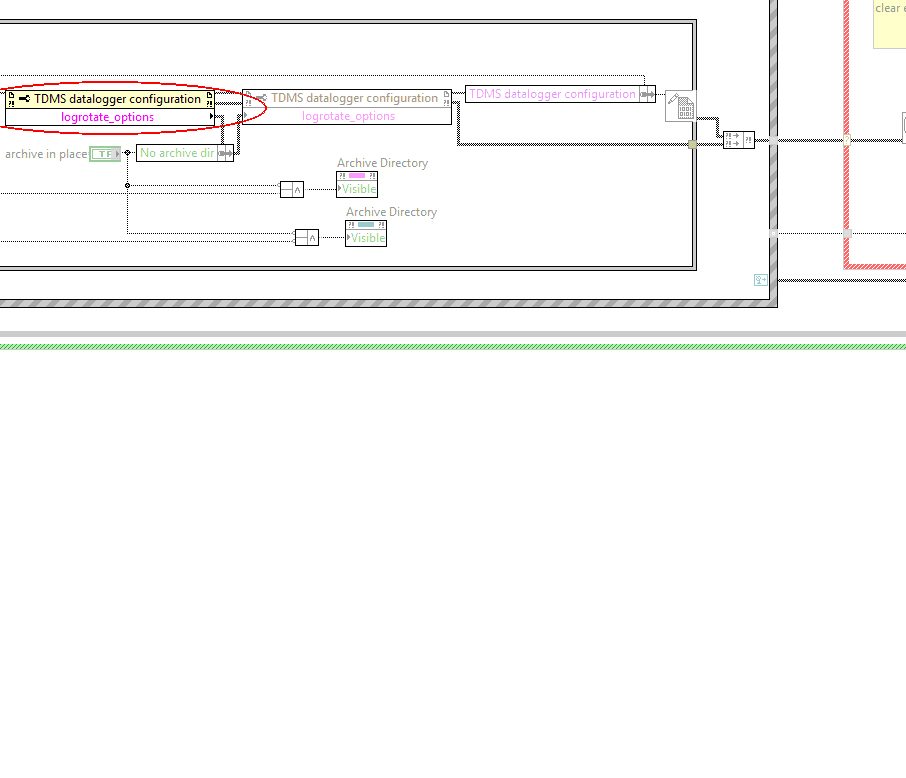 clear
TDMS datalogger configuration
logrotate_options
TDMS datalogger configuration
logrotate_options
TDMS datalogger configuration
archive in place
TF
No archive dir
Archive Directory
Visible
Archive Directory
Visible